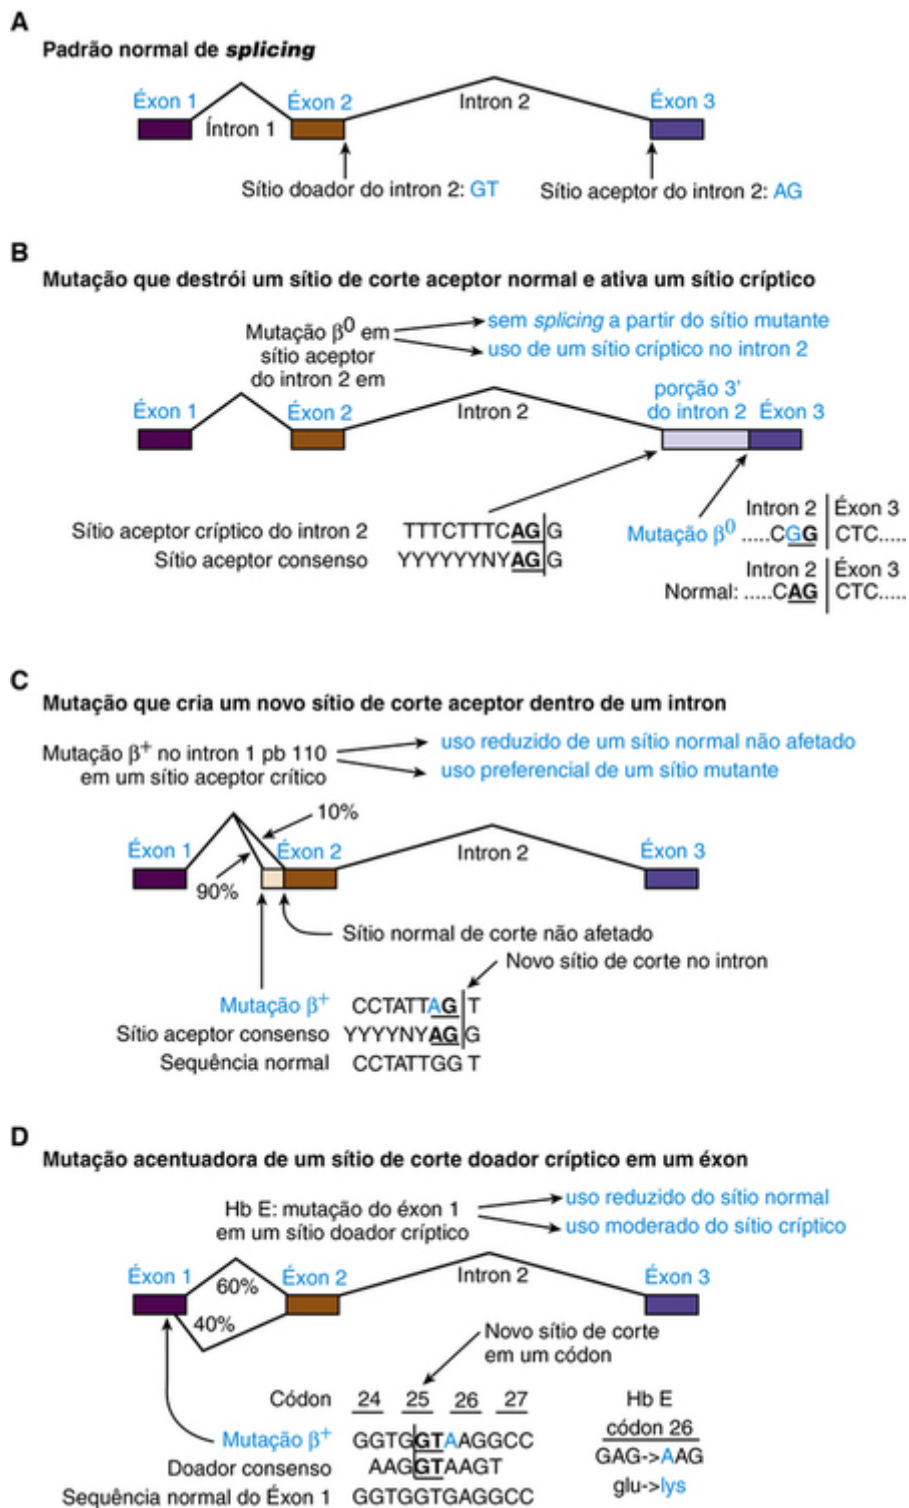 A
Padrão normal de splicing
Éxon 1
Éxon 2
Intron 2
Éxon 3
Íntron 1
Sítio doador do intron 2: GT
Sítio aceptor do intron 2: AG
B
Mutação que destrói um sítio de corte aceptor normal e ativa um sítio críptico
Mutação β0 em
sítio aceptor
do intron 2 em
sem splicing a partir do sítio mutante
uso de um sítio críptico no intron 2
Éxon 1
Éxon 2
Intron 2
porção 3'
do intron 2
Éxon 3
Sítio aceptor críptico do intron 2 TTTCTTTCAG G
Sítio aceptor consenso YYYYYYNYAG G
Mutação β0
Intron 2 Éxon 3
.....CGG CTC.....
Intron 2 Éxon 3
Normal: .....CAG CTC.....
C
Mutação que cria um novo sítio de corte aceptor dentro de um intron
Mutação β+ no intron 1 pb 110
em um sítio aceptor crítico
uso reduzido de um sítio normal não afetado
uso preferencial de um sítio mutante
10%
Éxon 1
Éxon 2
Intron 2
Éxon 3
90%
Sítio normal de corte não afetado
Novo sítio de corte no intron
Mutação β+ CCTATTAG T
Sítio aceptor consenso YYYYNYAG G
Sequência normal CCTATTGG T
D
Mutação acentuadora de um sítio de corte doador críptico em um éxon
Hb E: mutação do éxon 1
em um sítio doador críptico
uso reduzido do sítio normal
uso moderado do sítio críptico
Éxon 1
60%
Éxon 2
Intron 2
Éxon 3
40%
Novo sítio de corte
em um códon
Códon 24 25 26 27
Mutação β+ GGTGGTAAGGCC
Doador consenso AAGGTAAGT
Sequência normal do Éxon 1 GGTGGTGAGGCC
Hb E
códon 26
GAG->AAG
glu->lys